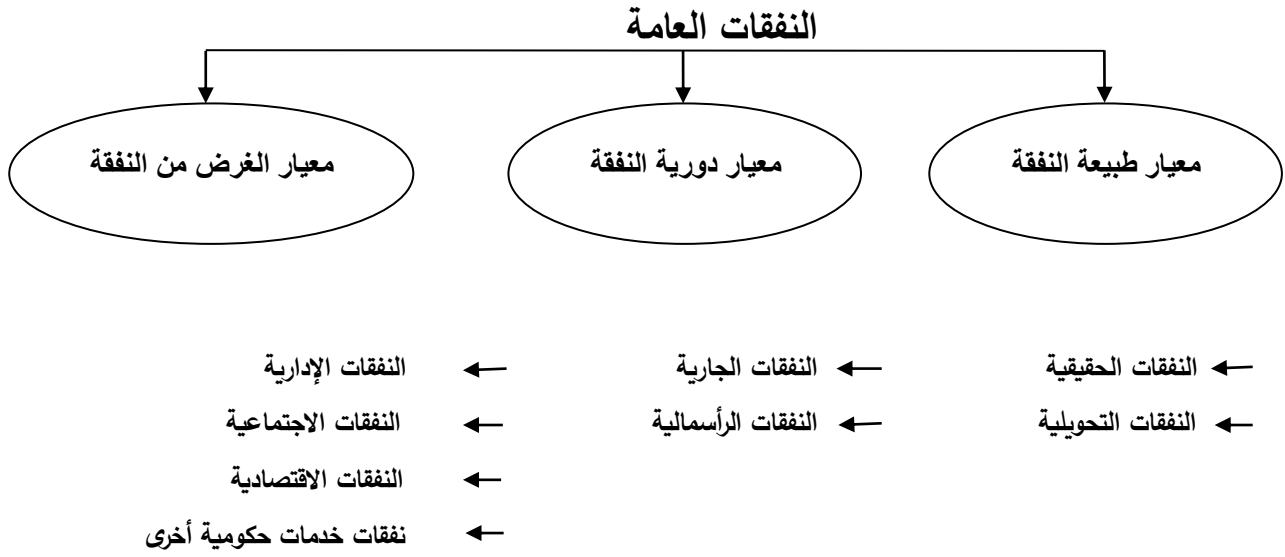 النفقات العامة
معيار طبيعة النفقة
معيار دورية النفقة
معيار الغرض من النفقة
النفقات الحقيقية
النفقات التحويلية
النفقات الجارية
النفقات الرأسمالية
النفقات الإدارية
النفقات الاجتماعية
النفقات الاقتصادية
نفقات خدمات حكومية أخرى